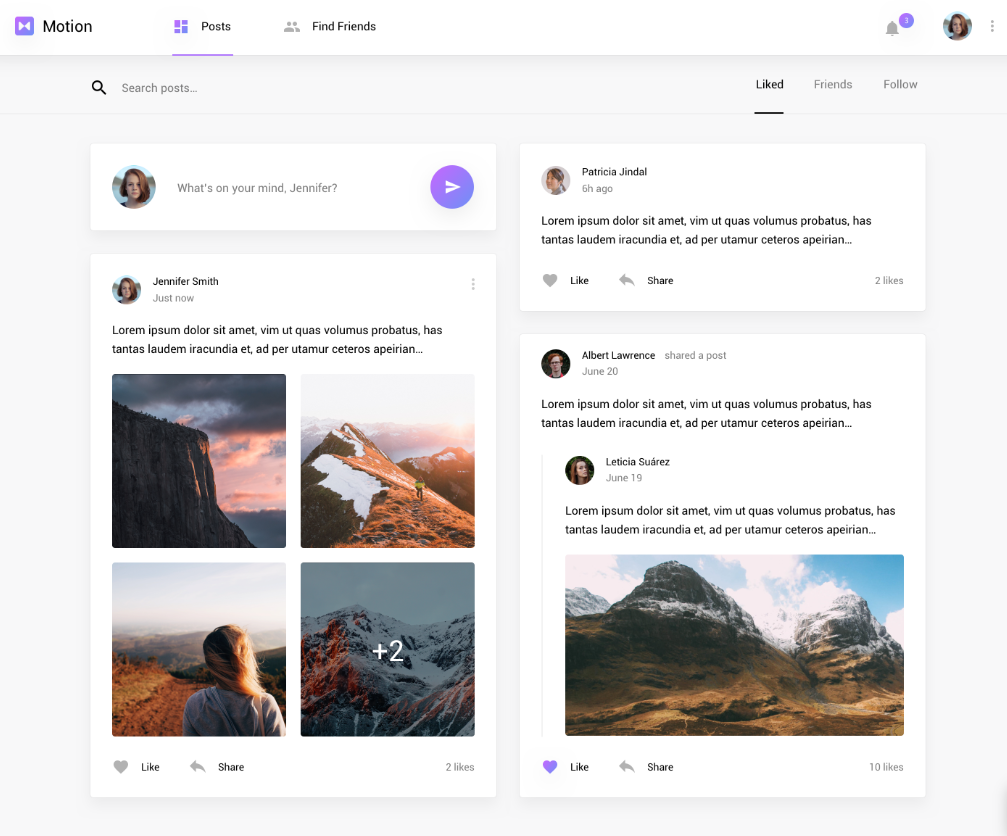 Motion
Posts
Find Friends
3
Search posts...
Liked
Friends
Follow
What's on your mind, Jennifer?
Jennifer Smith
Just now
Lorem ipsum dolor sit amet, vim ut quas volumus probatus, has
tantas laudem iracundia et, ad per utamur ceteros apeirian...
+2
Like
Share
2 likes
Patricia Jindal
6h ago
Lorem ipsum dolor sit amet, vim ut quas volumus probatus, has
tantas laudem iracundia et, ad per utamur ceteros apeirian...
Like
Share
2 likes
Albert Lawrence shared a post
June 20
Lorem ipsum dolor sit amet, vim ut quas volumus probatus, has
tantas laudem iracundia et, ad per utamur ceteros apeirian...
Leticia Suárez
June 19
Lorem ipsum dolor sit amet, vim ut quas volumus probatus, has
tantas laudem iracundia et, ad per utamur ceteros apeirian...
Like
Share
10 likes